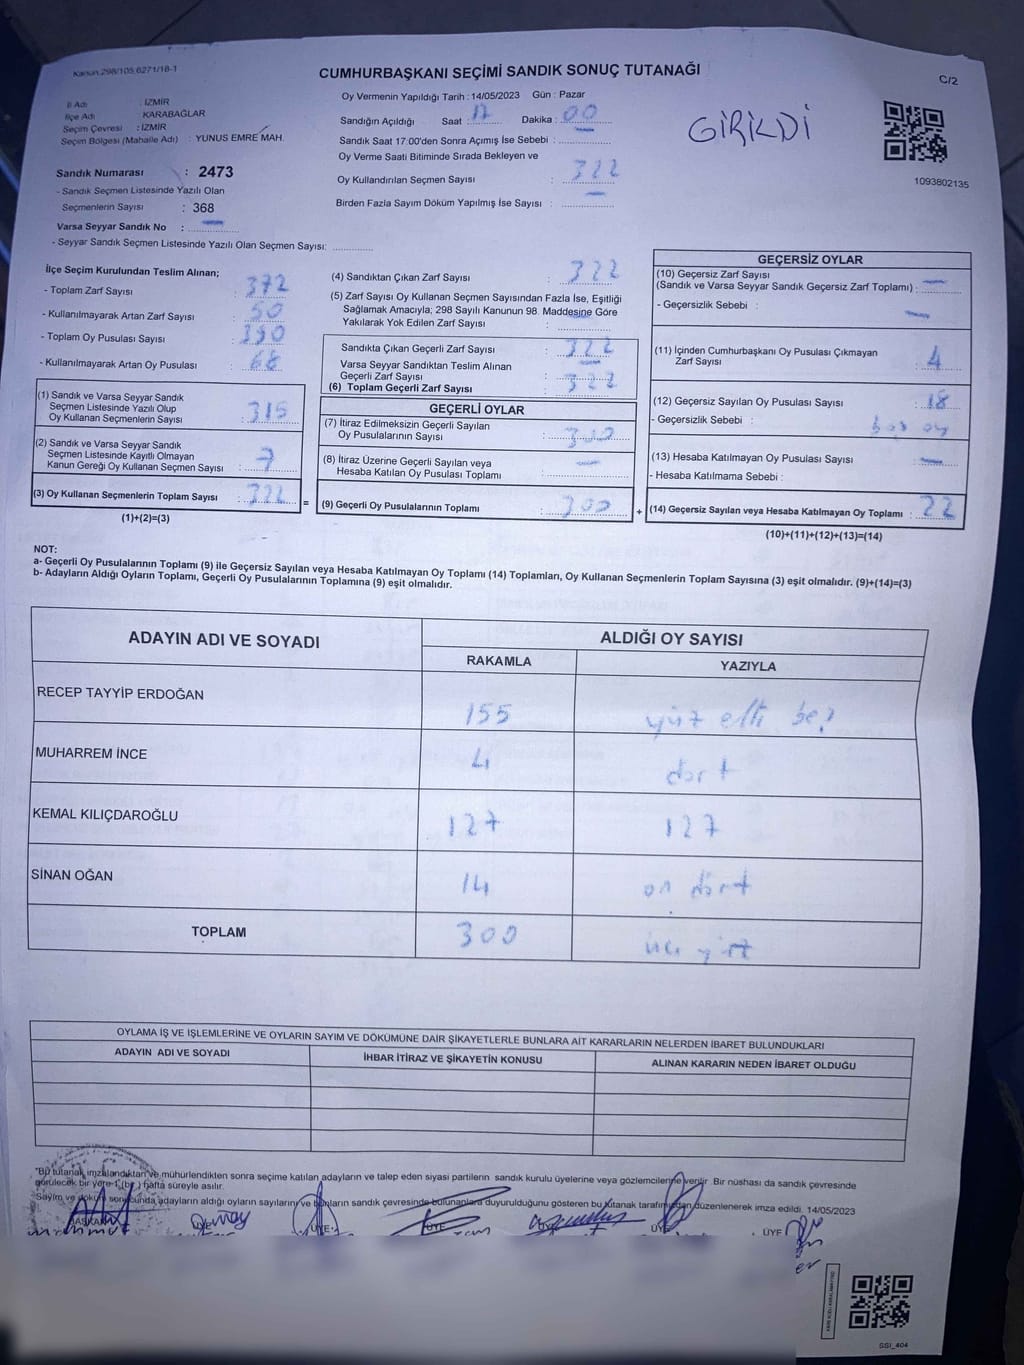 Kanun:298/105,6271/18-1
CUMHURBAŞKANI SEÇİMİ SANDIK SONUÇ TUTANAĞI
C/2
İl Adı : İZMİR
İlçe Adı : KARABAĞLAR
Seçim Çevresi : İZMİR
Seçim Bölgesi (Mahalle Adı) : YUNUS EMRE MAH.
Sandık Numarası : 2473
- Sandık Seçmen Listesinde Yazılı Olan
Seçmenlerin Sayısı : 368
Varsa Seyyar Sandık No : —
- Seyyar Sandık Seçmen Listesinde Yazılı Olan Seçmen Sayısı: ..............
Oy Vermenin Yapıldığı Tarih : 14/05/2023 Gün : Pazar
Sandığın Açıldığı Saat : 17 Dakika : 00
Sandık Saat 17:00'den Sonra Açımış İse Sebebi : —
Oy Verme Saati Bitiminde Sırada Bekleyen ve
Oy Kullandırılan Seçmen Sayısı : 322
Birden Fazla Sayım Döküm Yapılmış İse Sayısı : —
GİRİLDİ
1093802135
İlçe Seçim Kurulundan Teslim Alınan;
- Toplam Zarf Sayısı : 372
- Kullanılmayarak Artan Zarf Sayısı : 50
- Toplam Oy Pusulası Sayısı : 390
- Kullanılmayarak Artan Oy Pusulası : 68
(1) Sandık ve Varsa Seyyar Sandık
Seçmen Listesinde Yazılı Olup
Oy Kullanan Seçmenlerin Sayısı : 315
(2) Sandık ve Varsa Seyyar Sandık
Seçmen Listesinde Kayıtlı Olmayan
Kanun Gereği Oy Kullanan Seçmen Sayısı : 7
(3) Oy Kullanan Seçmenlerin Toplam Sayısı : 322 =
(1)+(2)=(3)
(4) Sandıktan Çıkan Zarf Sayısı : 322
(5) Zarf Sayısı Oy Kullanan Seçmen Sayısından Fazla İse, Eşitliği
Sağlamak Amacıyla; 298 Sayılı Kanunun 98. Maddesine Göre
Yakılarak Yok Edilen Zarf Sayısı : —
Sandıkta Çıkan Geçerli Zarf Sayısı : 322
Varsa Seyyar Sandıktan Teslim Alınan
Geçerli Zarf Sayısı : —
(6) Toplam Geçerli Zarf Sayısı : 322
GEÇERLİ OYLAR
(7) İtiraz Edilmeksizin Geçerli Sayılan
Oy Pusulalarının Sayısı : 300
(8) İtiraz Üzerine Geçerli Sayılan veya
Hesaba Katılan Oy Pusulası Toplamı : —
(9) Geçerli Oy Pusulalarının Toplamı : 300 +
GEÇERSİZ OYLAR
(10) Geçersiz Zarf Sayısı
(Sandık ve Varsa Seyyar Sandık Geçersiz Zarf Toplamı) : —
- Geçersizlik Sebebi : —
(11) İçinden Cumhurbaşkanı Oy Pusulası Çıkmayan
Zarf Sayısı : 4
(12) Geçersiz Sayılan Oy Pusulası Sayısı : 18
- Geçersizlik Sebebi : boş oy
(13) Hesaba Katılmayan Oy Pusulası Sayısı : —
- Hesaba Katılmama Sebebi :
(14) Geçersiz Sayılan veya Hesaba Katılmayan Oy Toplamı : 22
(10)+(11)+(12)+(13)=(14)
NOT:
a- Geçerli Oy Pusulalarının Toplamı (9) ile Geçersiz Sayılan veya Hesaba Katılmayan Oy Toplamı (14) Toplamları, Oy Kullanan Seçmenlerin Toplam Sayısına (3) eşit olmalıdır. (9)+(14)=(3)
b- Adayların Aldığı Oyların Toplamı, Geçerli Oy Pusulalarının Toplamına (9) eşit olmalıdır.
ADAYIN ADI VE SOYADI
ALDIĞI OY SAYISI
RAKAMLA YAZIYLA
RECEP TAYYİP ERDOĞAN 155 yüz elli beş
MUHARREM İNCE 4 dört
KEMAL KILIÇDAROĞLU 127 127
SİNAN OĞAN 14 on dört
TOPLAM 300 üç yüz
OYLAMA İŞ VE İŞLEMLERİNE VE OYLARIN SAYIM VE DÖKÜMÜNE DAİR ŞİKAYETLERLE BUNLARA AİT KARARLARIN NELERDEN İBARET BULUNDUKLARI
ADAYIN ADI VE SOYADI İHBAR İTİRAZ VE ŞİKAYETİN KONUSU ALINAN KARARIN NEDEN İBARET OLDUĞU
"Bu tutanak imzalandıktan ve mühürlendikten sonra seçime katılan adayların ve talep eden siyasi partilerin sandık kurulu üyelerine veya gözlemcilerine verilir. Bir nüshası da sandık çevresinde
görülecek bir yere 1 (bir) hafta süreyle asılır.
Sayım ve döküm sonucunda adayların aldığı oyların sayılarını ve bunların sandık çevresinde bulunanlara duyurulduğunu gösteren bu tutanak tarafımızdan düzenlenerek imza edildi. 14/05/2023
BAŞKAN ÜYE ÜYE ÜYE ÜYE ÜYE ÜYE
SSI_404